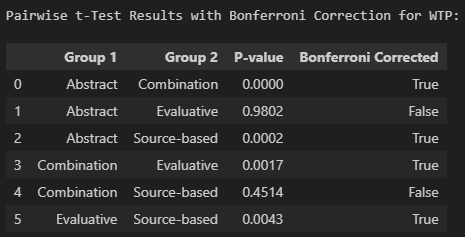 Pairwise t-Test Results with Bonferroni Correction for WTP:
Group 1 Group 2 P-value Bonferroni Corrected
0 Abstract Combination 0.0000 True
1 Abstract Evaluative 0.9802 False
2 Abstract Source-based 0.0002 True
3 Combination Evaluative 0.0017 True
4 Combination Source-based 0.4514 False
5 Evaluative Source-based 0.0043 True